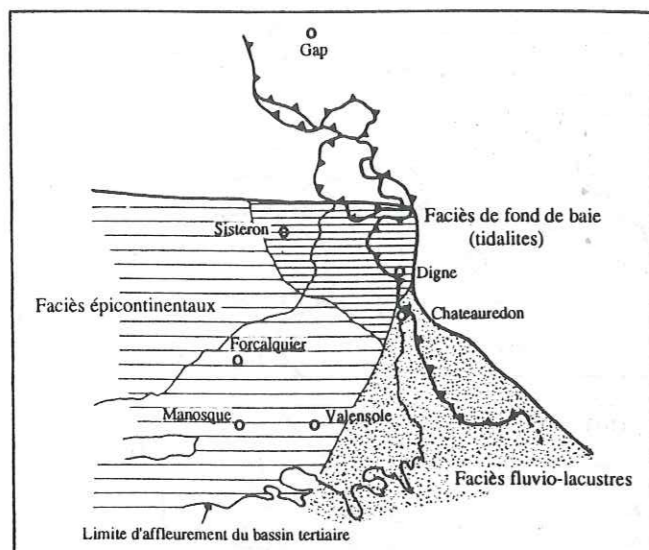 Gap
Faciès de fond de baie
(tidalites)
Sisteron
Digne
Faciès épicontinentaux
Chateauredon
Forcalquier
Manosque
Valensole
Faciès fluvio-lacustres
Limite d'affleurement du bassin tertiaire